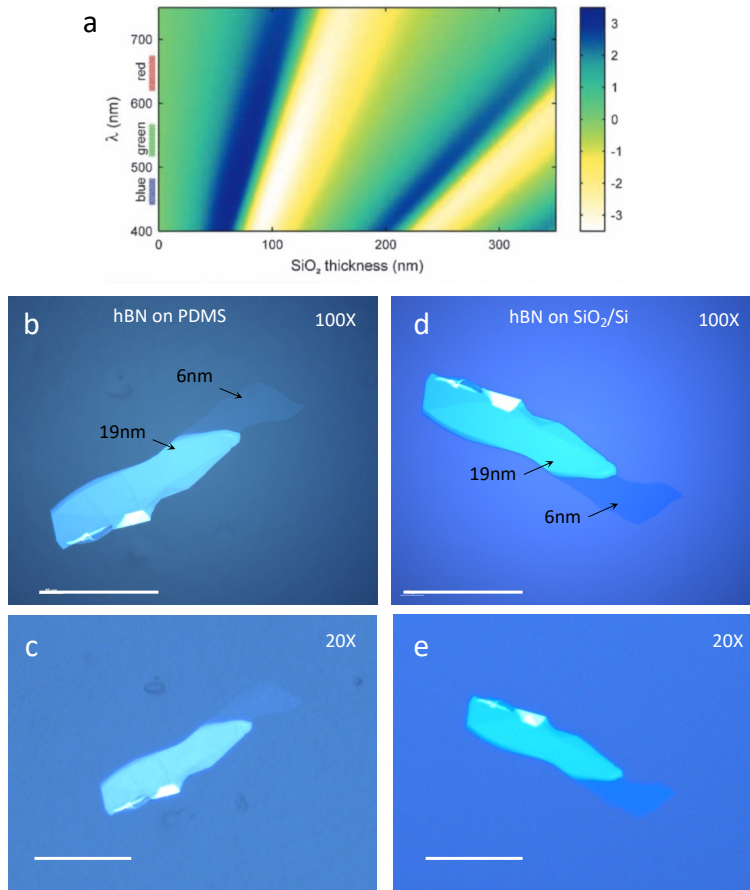 a
700
600
500
400
λ (nm)
red
green
blue
0
100
200
300
SiO₂ thickness (nm)
3
2
1
0
-1
-2
-3
b
hBN on PDMS
100X
6nm
19nm
d
hBN on SiO₂/Si
100X
19nm
6nm
c
20X
e
20X